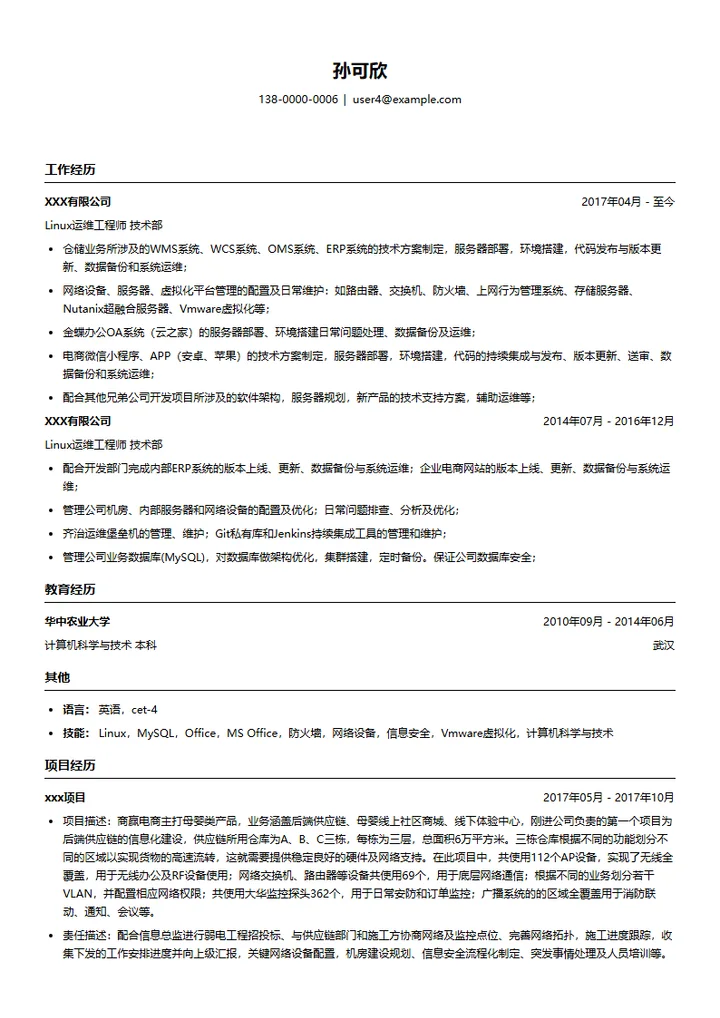 孙可欣
138-0000-0006 | user4@example.com
工作经历
XXX有限公司 2017年04月 - 至今
Linux运维工程师 技术部
• 仓储业务所涉及的WMS系统、WCS系统、OMS系统、ERP系统的技术方案制定，服务器部署，环境搭建，代码发布与版本更
新、数据备份和系统运维；
• 网络设备、服务器、虚拟化平台管理的配置及日常维护：如路由器、交换机、防火墙、上网行为管理系统、存储服务器、
Nutanix超融合服务器、Vmware虚拟化等；
• 金蝶办公OA系统（云之家）的服务器部署、环境搭建日常问题处理、数据备份及运维；
• 电商微信小程序、APP（安卓、苹果）的技术方案制定，服务器部署，环境搭建，代码的持续集成与发布、版本更新、送审、数
据备份和系统运维；
• 配合其他兄弟公司开发项目所涉及的软件架构，服务器规划，新产品的技术支持方案，辅助运维等；
XXX有限公司 2014年07月 - 2016年12月
Linux运维工程师 技术部
• 配合开发部门完成内部ERP系统的版本上线、更新、数据备份与系统运维；企业电商网站的版本上线、更新、数据备份与系统运
维；
• 管理公司机房、内部服务器和网络设备的配置及优化；日常问题排查、分析及优化；
• 齐治运维堡垒机的管理、维护；Git私有库和Jenkins持续集成工具的管理和维护；
• 管理公司业务数据库(MySQL)，对数据库做架构优化，集群搭建，定时备份。保证公司数据库安全；
教育经历
华中农业大学 2010年09月 - 2014年06月
计算机科学与技术 本科 武汉
其他
• 语言： 英语，cet-4
• 技能： Linux，MySQL，Office，MS Office，防火墙，网络设备，信息安全，Vmware虚拟化，计算机科学与技术
项目经历
xxx项目 2017年05月 - 2017年10月
• 项目描述：商赢电商主打母婴类产品，业务涵盖后端供应链、母婴线上社区商城、线下体验中心，刚进公司负责的第一个项目为
后端供应链的信息化建设，供应链所用仓库为A、B、C三栋，每栋为三层，总面积6万平方米。三栋仓库根据不同的功能划分不
同的区域以实现货物的高速流转，这就需要提供稳定良好的硬件及网络支持。在此项目中，共使用112个AP设备，实现了无线全
覆盖，用于无线办公及RF设备使用；网络交换机、路由器等设备共使用69个，用于底层网络通信；根据不同的业务划分若干
VLAN，并配置相应网络权限；共使用大华监控探头362个，用于日常安防和订单监控；广播系统的的区域全覆盖用于消防联
动、通知、会议等。
• 责任描述：配合信息总监进行弱电工程招投标、与供应链部门和施工方协商网络及监控点位、完善网络拓扑，施工进度跟踪，收
集下发的工作安排进度并向上级汇报，关键网络设备配置，机房建设规划、信息安全流程化制定、突发事情处理及人员培训等。